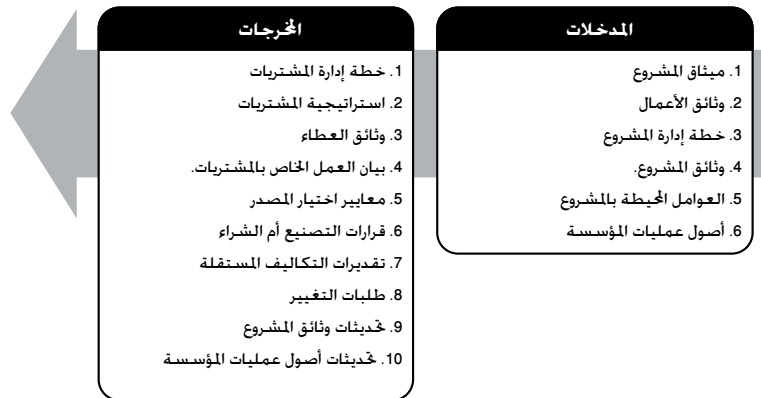 المدخلات
1. ميثاق المشروع
2. وثائق الأعمال
3. خطة إدارة المشروع
4. وثائق المشروع.
5. العوامل المحيطة بالمشروع
6. أصول عمليات المؤسسة
المخرجات
1. خطة إدارة المشتريات
2. استراتيجية المشتريات
3. وثائق العطاء
4. بيان العمل الخاص بالمشتريات.
5. معايير اختيار المصدر
6. قرارات التصنيع أم الشراء
7. تقديرات التكاليف المستقلة
8. طلبات التغيير
9. تحديثات وثائق المشروع
10. تحديثات أصول عمليات المؤسسة